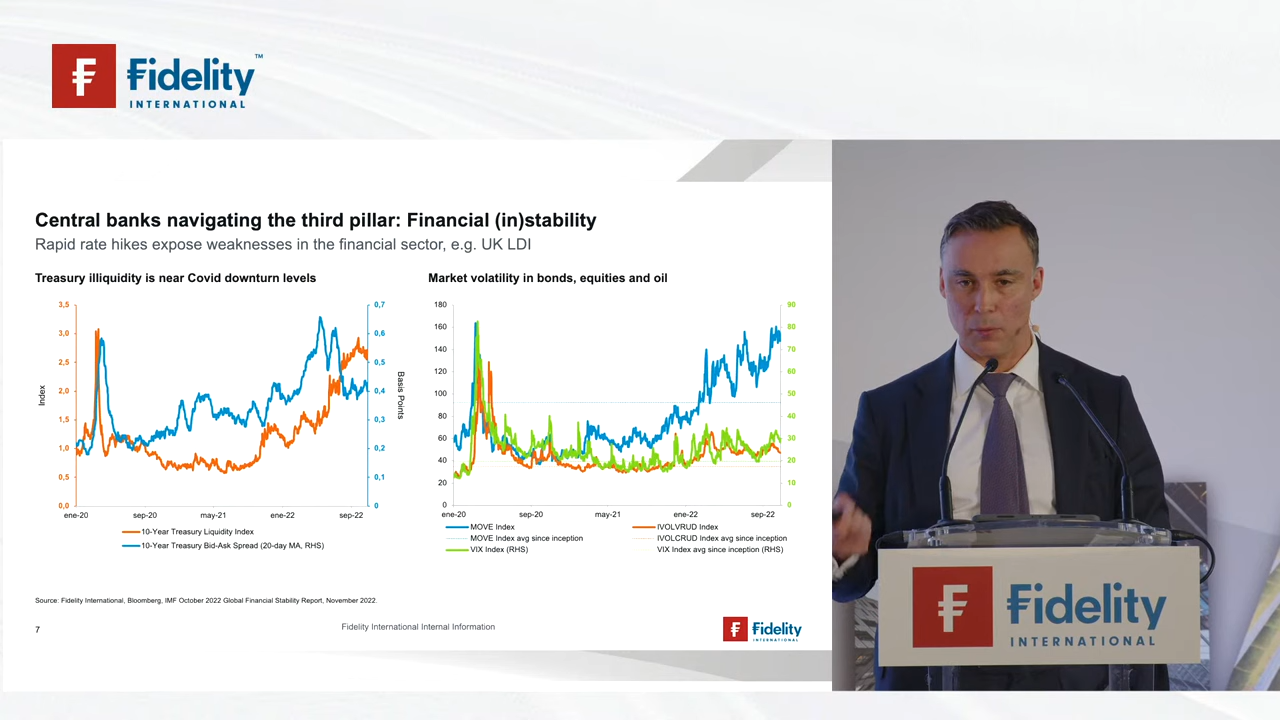 Fidelity™
INTERNATIONAL
Central banks navigating the third pillar: Financial (in)stability
Rapid rate hikes expose weaknesses in the financial sector, e.g. UK LDI
Treasury illiquidity is near Covid downturn levels
3,5
3,0
2,5
2,0
1,5
1,0
0,5
0,0
Index
0,7
0,6
0,5
0,4
0,3
0,2
0,1
0
Basis Points
ene-20 sep-20 may-21 ene-22 sep-22
10-Year Treasury Liquidity Index
10-Year Treasury Bid-Ask Spread (20-day MA, RHS)
Market volatility in bonds, equities and oil
180
160
140
120
100
80
60
40
20
0
90
80
70
60
50
40
30
20
10
0
ene-20 sep-20 may-21 ene-22 sep-22
MOVE Index IVOLVRUD Index
MOVE Index avg since inception IVOLCRUD Index avg since inception
VIX Index (RHS) VIX Index avg since inception (RHS)
Source: Fidelity International, Bloomberg, IMF October 2022 Global Financial Stability Report, November 2022.
7
Fidelity International Internal Information
Fidelity
INTERNATIONAL
Fidelity
INTERNATIONAL